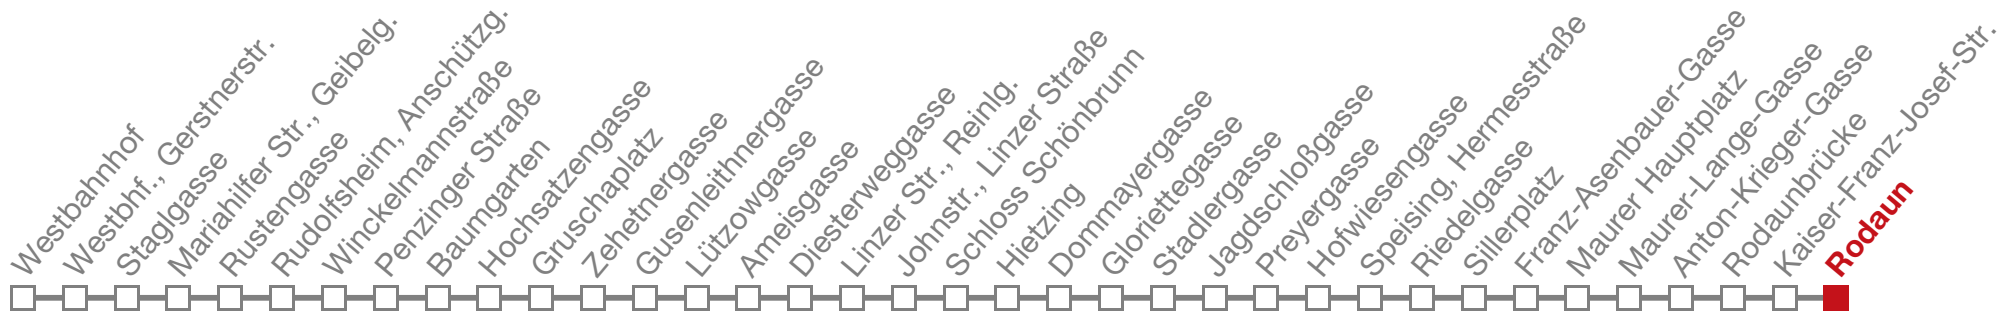 Westbahnhof
Westbhf., Gerstnerstr.
Staglgasse
Mariahilfer Str., Geibelg.
Rustengasse
Rudolfsheim, Anschützg.
Winckelmannstraße
Penzinger Straße
Baumgarten
Hochsatzengasse
Gruschaplatz
Zehetnergasse
Gusenleithnergasse
Lützowgasse
Ameisgasse
Diesterweggasse
Linzer Str., Reinlg.
Johnstr., Linzer Straße
Schloss Schönbrunn
Hietzing
Dommayergasse
Gloriettegasse
Stadlergasse
Jagdschloßgasse
Preyergasse
Hofwiesengasse
Speising, Hermesstraße
Riedelgasse
Sillerplatz
Franz-Asenbauer-Gasse
Maurer Hauptplatz
Maurer-Lange-Gasse
Anton-Krieger-Gasse
Rodaunbrücke
Kaiser-Franz-Josef-Str.
Rodaun